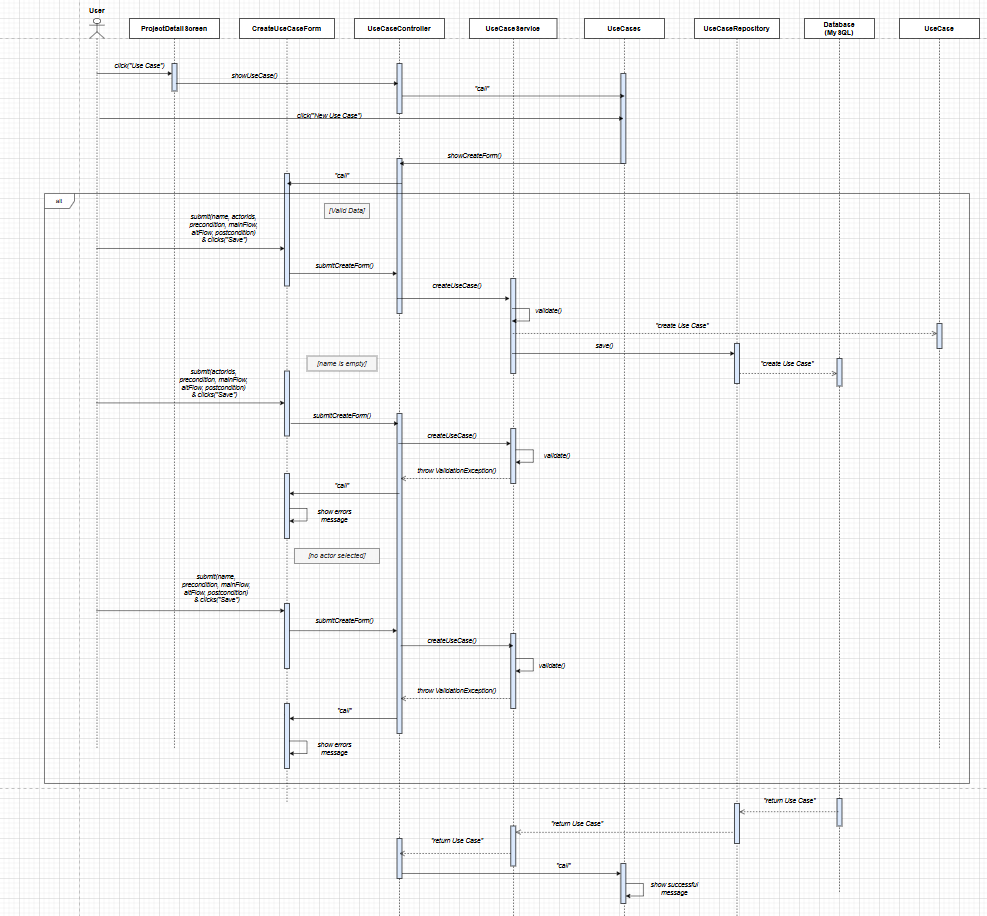 User
ProjectDetailScreen
CreateUseCaseForm
UseCaseController
UseCaseService
UseCases
UseCaseRepository
Database
(MySQL)
UseCase
click("Use Case")
showUseCase()
"call"
click("New Use Case")
showCreateForm()
"call"
alt
[Valid Data]
submit(name, actorIds,
precondition, mainFlow,
altFlow, postcondition)
& clicks("Save")
submitCreateForm()
createUseCase()
validate()
"create Use Case"
save()
"create Use Case"
[name is empty]
submit(actorIds,
precondition, mainFlow,
altFlow, postcondition)
& clicks("Save")
submitCreateForm()
createUseCase()
validate()
throw ValidationException()
"call"
show errors
message
[no actor selected]
submit(name,
precondition, mainFlow,
altFlow, postcondition)
& clicks("Save")
submitCreateForm()
createUseCase()
validate()
throw ValidationException()
"call"
show errors
message
"return Use Case"
"return Use Case"
"return Use Case"
"call"
show successful
message